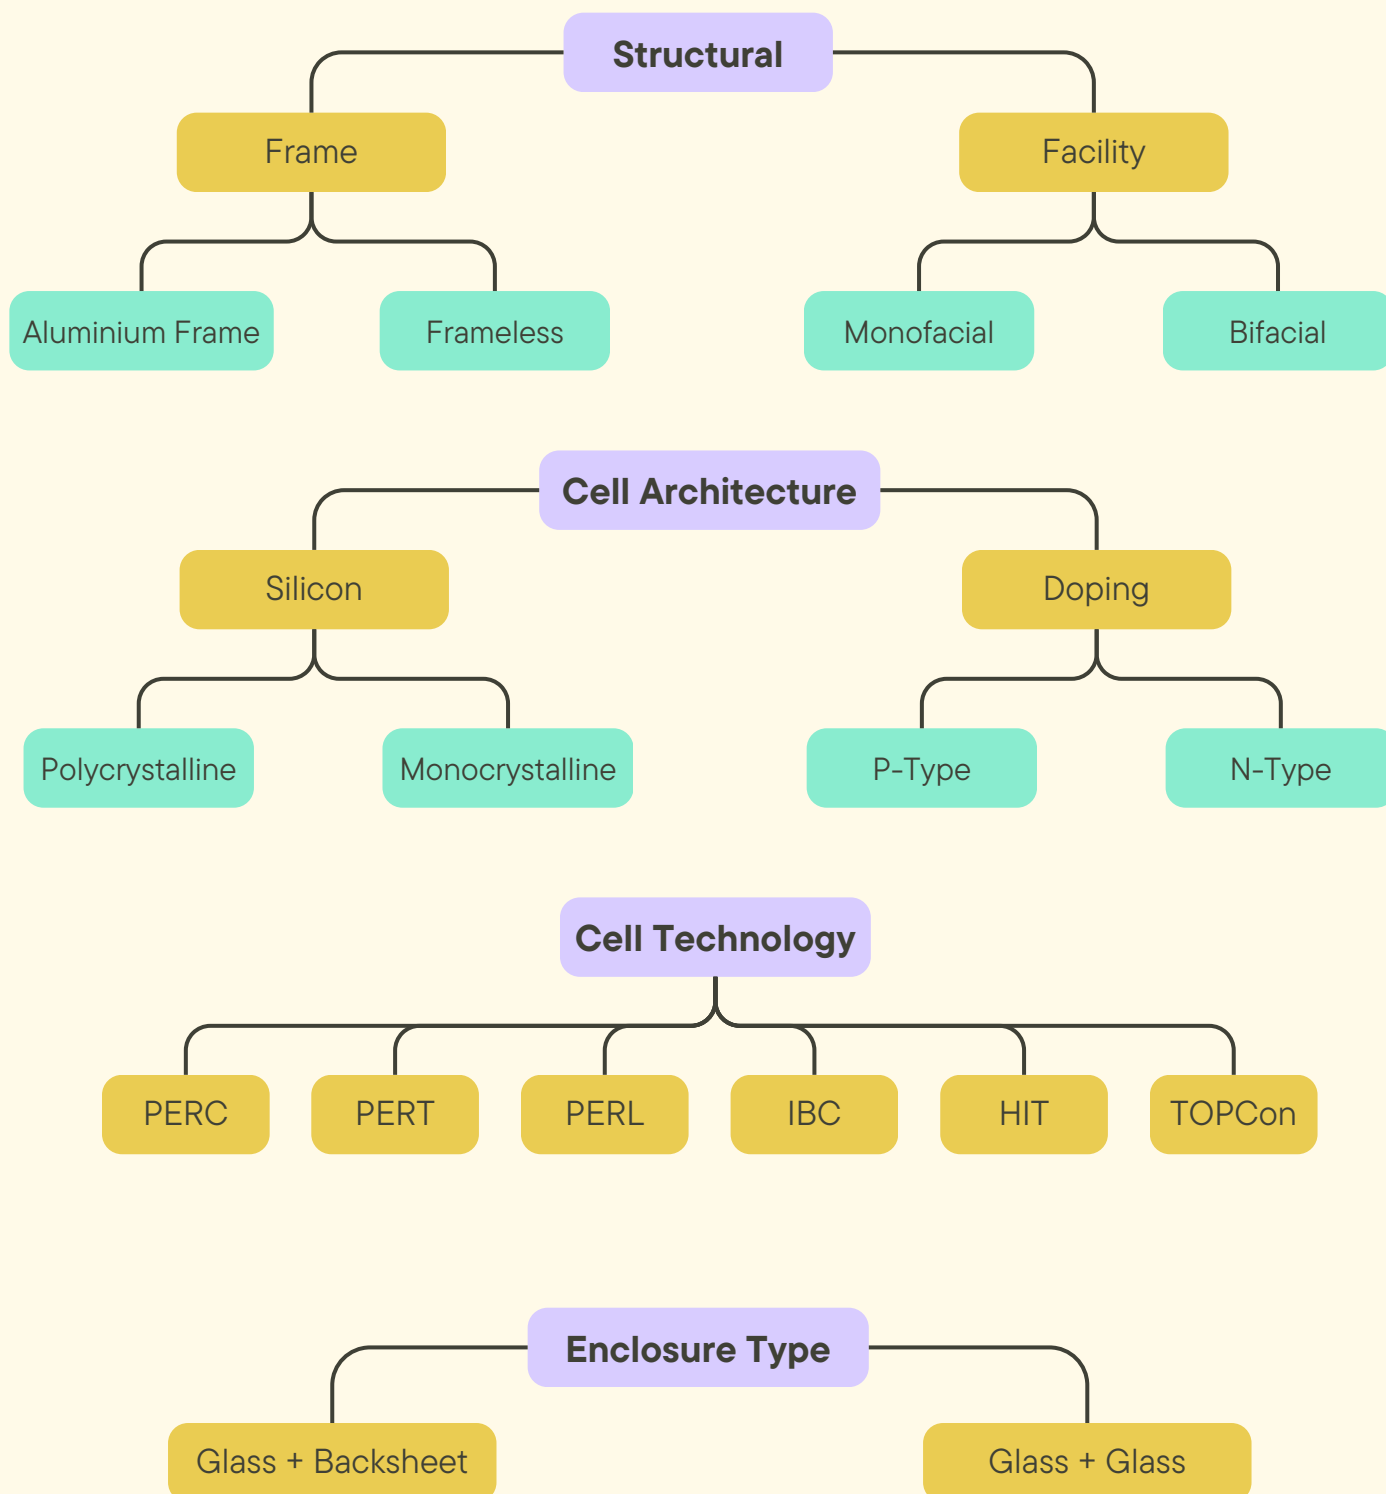 Structural
Frame
Facility
Aluminium Frame
Frameless
Monofacial
Bifacial
Cell Architecture
Silicon
Doping
Polycrystalline
Monocrystalline
P-Type
N-Type
Cell Technology
PERC
PERT
PERL
IBC
HIT
TOPCon
Enclosure Type
Glass + Backsheet
Glass + Glass